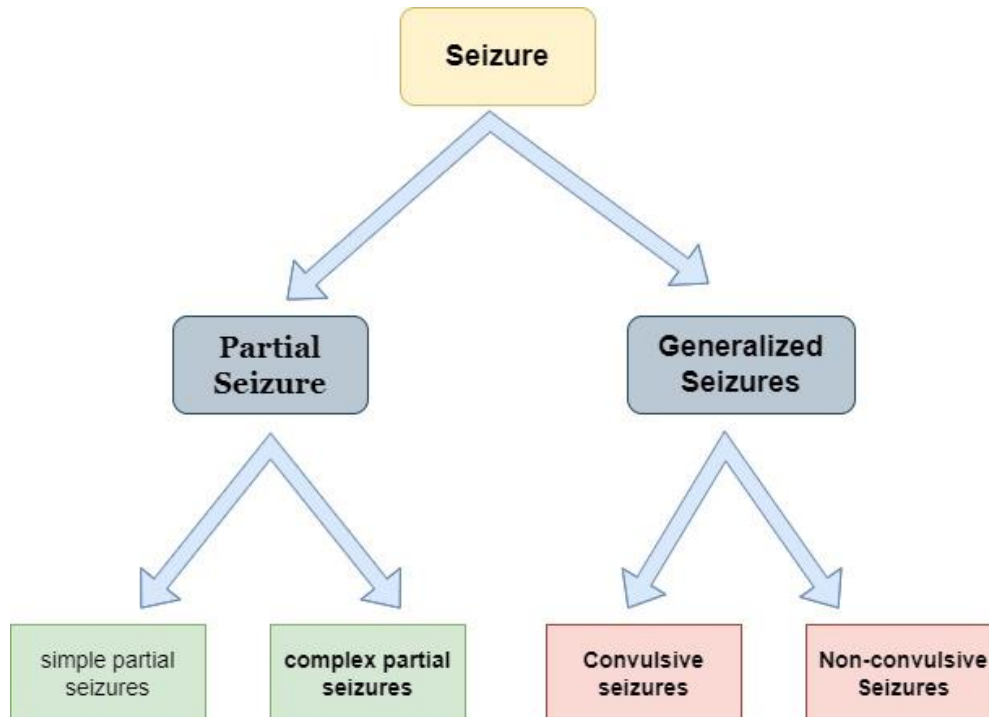 Seizure
Partial
Seizure
Generalized
Seizures
simple partial
seizures
complex partial
seizures
Convulsive
seizures
Non-convulsive
Seizures